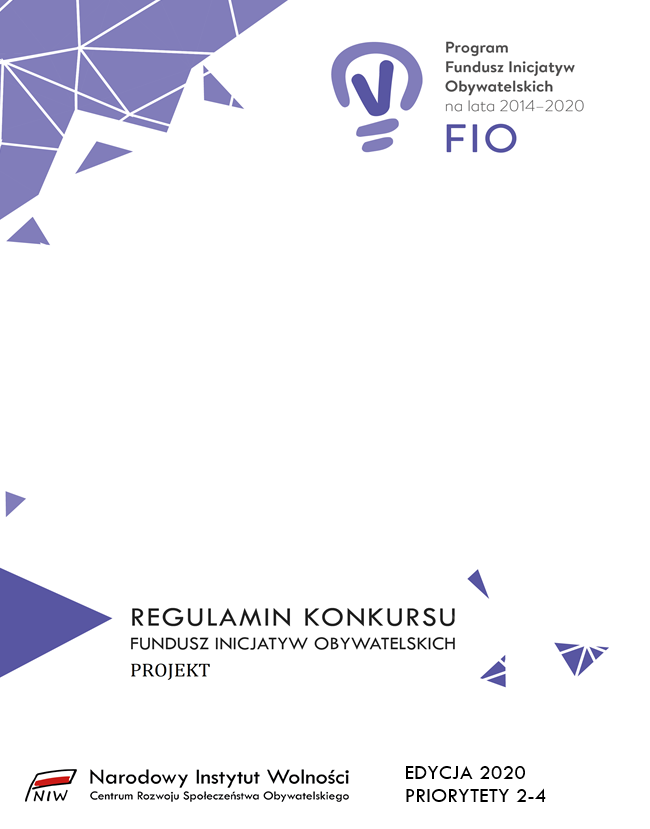 Program
Fundusz Inicjatyw
Obywatelskich
na lata 2014–2020
FIO
REGULAMIN KONKURSU
FUNDUSZ INICJATYW OBYWATELSKICH
PROJEKT
NIW
Narodowy Instytut Wolności
Centrum Rozwoju Społeczeństwa Obywatelskiego
EDYCJA 2020
PRIORYTETY 2-4